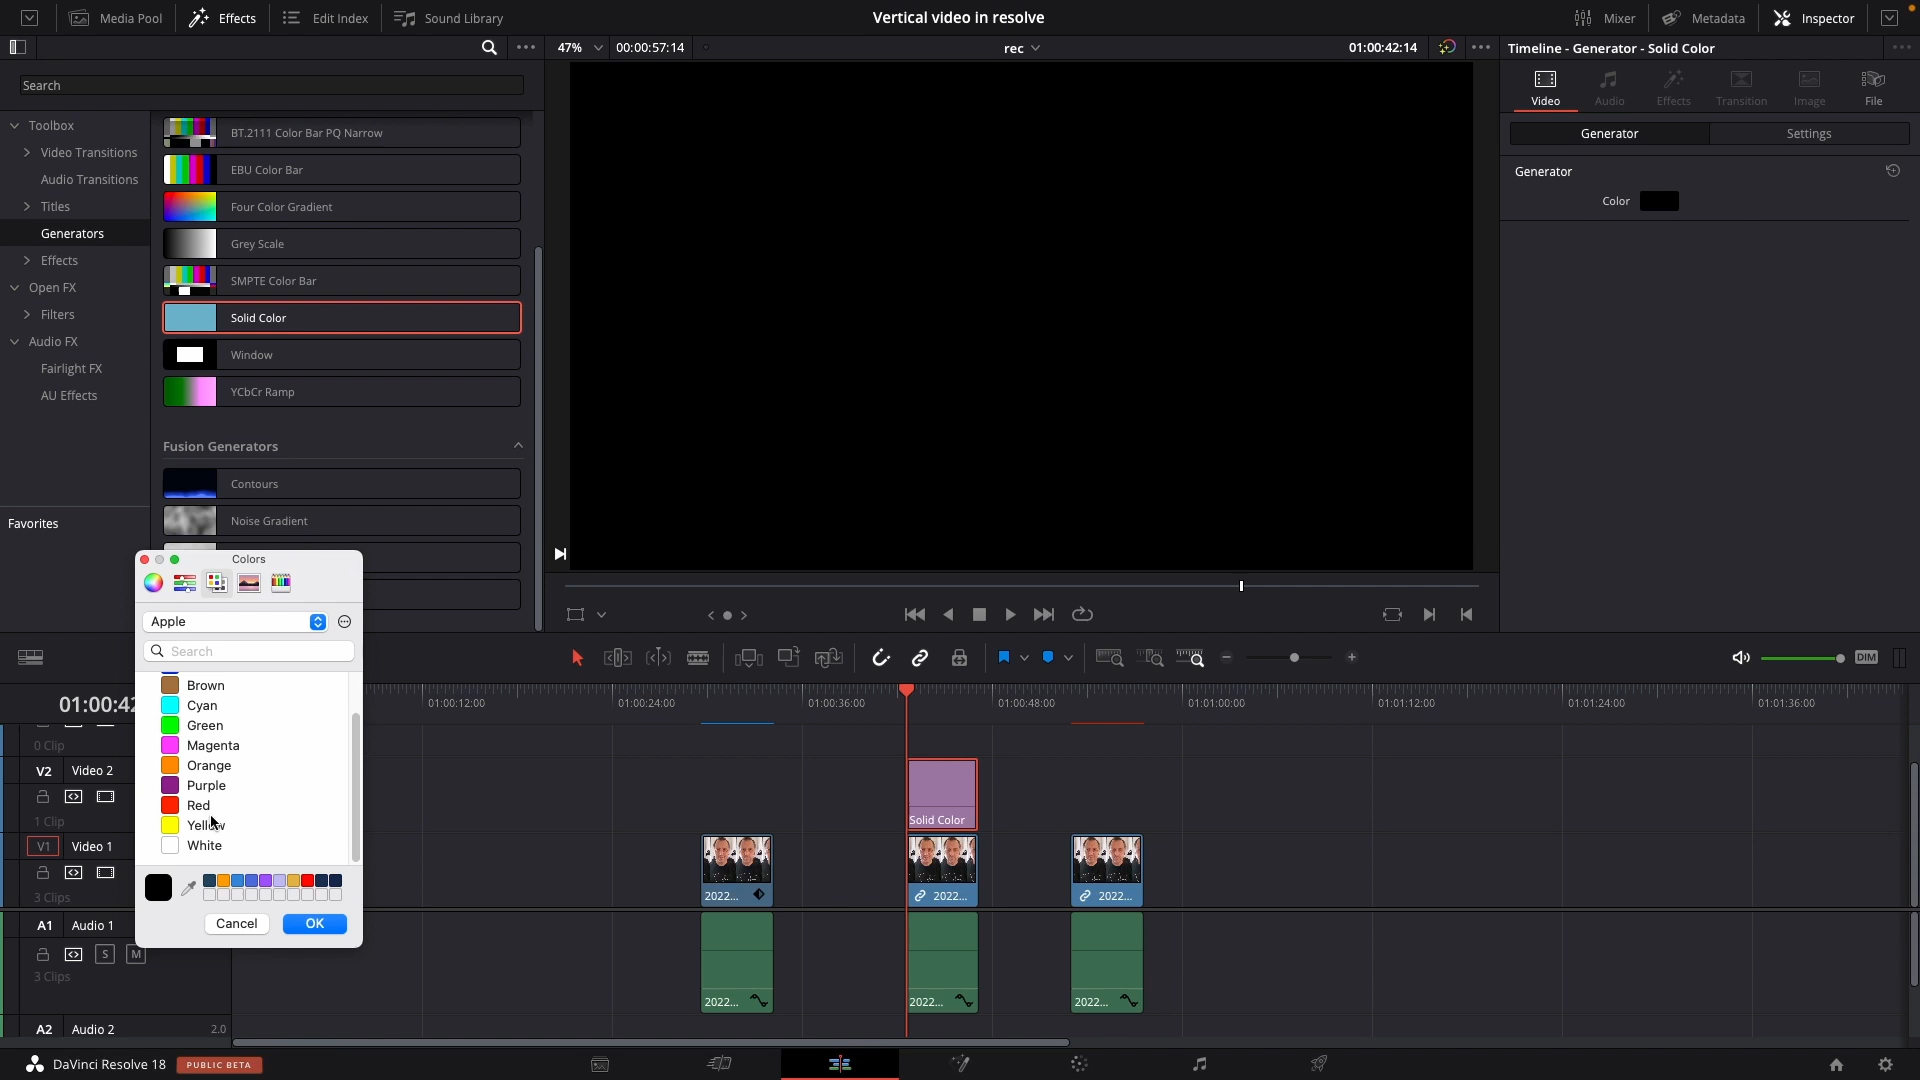 Media Pool
Effects
Edit Index
Sound Library
Vertical video in resolve
Mixer
Metadata
Inspector
47%
00:00:57:14
rec
01:00:42:14
Timeline - Generator - Solid Color
Search
Video
Audio
Effects
Transition
Image
File
Generator
Settings
Generator
Color
Toolbox
Video Transitions
Audio Transitions
Titles
Generators
Effects
Open FX
Filters
Audio FX
Fairlight FX
AU Effects
Favorites
BT.2111 Color Bar PQ Narrow
EBU Color Bar
Four Color Gradient
Grey Scale
SMPTE Color Bar
Solid Color
Window
YCbCr Ramp
Fusion Generators
Contours
Noise Gradient
Colors
Apple
Search
Brown
Cyan
Green
Magenta
Orange
Purple
Red
Yellow
White
Cancel
OK
DIM
01:00:42
01:00:12:00
01:00:24:00
01:00:36:00
01:00:48:00
01:01:00:00
01:01:12:00
01:01:24:00
01:01:36:00
0 Clip
V2 Video 2
1 Clip
Solid Color
V1 Video 1
3 Clips
2022...
2022...
2022...
A1 Audio 1
S M
3 Clips
2022...
2022...
2022...
A2 Audio 2 2.0
DaVinci Resolve 18
PUBLIC BETA